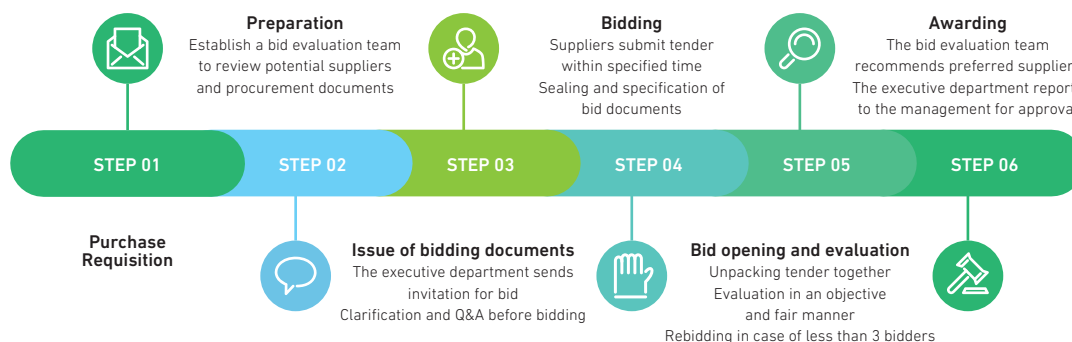 Preparation
Establish a bid evaluation team
to review potential suppliers
and procurement documents
Bidding
Suppliers submit tender
within specified time
Sealing and specification of
bid documents
Awarding
The bid evaluation team
recommends preferred supplier
The executive department report
to the management for approva
STEP 01
STEP 02
STEP 03
STEP 04
STEP 05
STEP 06
Purchase
Requisition
Issue of bidding documents
The executive department sends
invitation for bid
Clarification and Q&A before bidding
Bid opening and evaluation
Unpacking tender together
Evaluation in an objective
and fair manner
Rebidding in case of less than 3 bidders